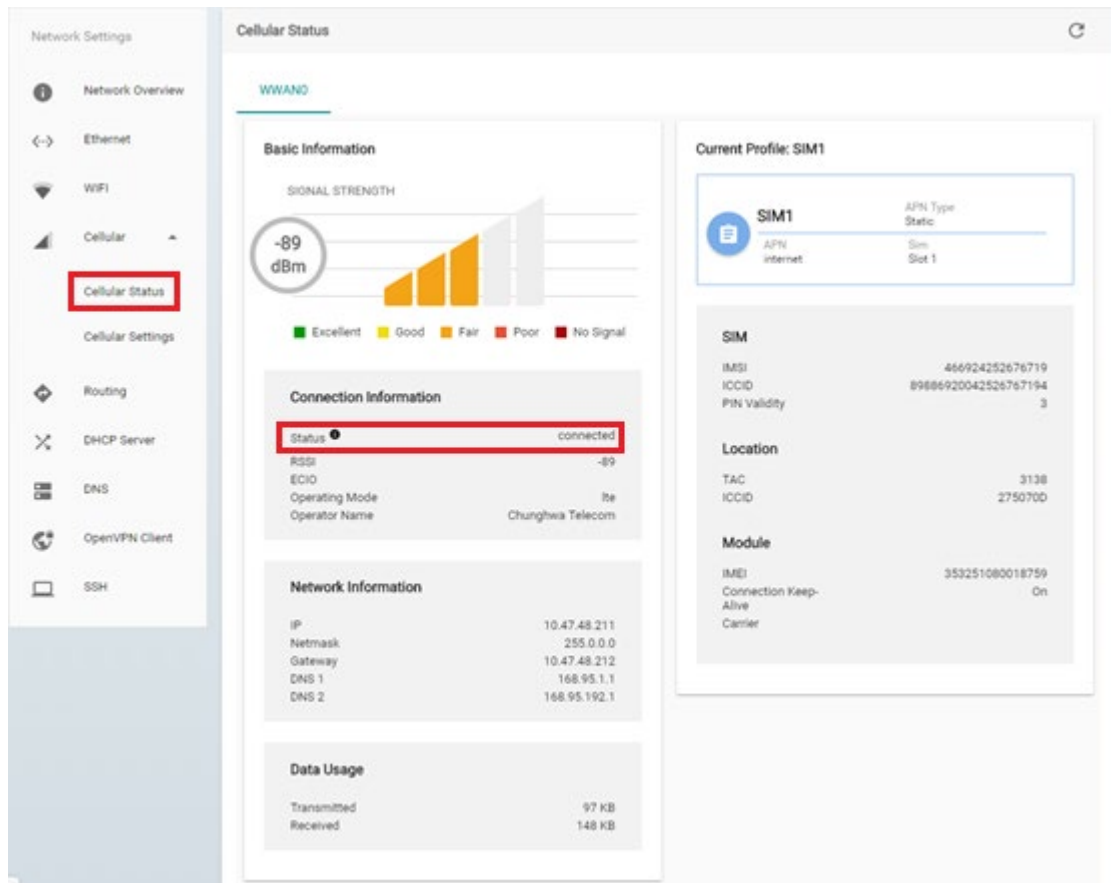 Network Settings
Network Overview
Ethernet
WIFI
Cellular
Cellular Status
Cellular Settings
Routing
DHCP Server
DNS
OpenVPN Client
SSH
Cellular Status
WWAN0
Basic Information
SIGNAL STRENGTH
-89
dBm
Excellent Good Fair Poor No Signal
Connection Information
Status connected
RSSI -89
ECIO
Operating Mode lte
Operator Name Chunghwa Telecom
Network Information
IP 10.47.48.211
Netmask 255.0.0.0
Gateway 10.47.48.212
DNS 1 168.95.1.1
DNS 2 168.95.192.1
Data Usage
Transmitted 97 KB
Received 148 KB
Current Profile: SIM1
SIM1
APN Type
Static
APN
internet
Sim
Slot 1
SIM
IMSI 466924252676719
ICCID 89886920042526767194
PIN Validity 3
Location
TAC 3138
ICCID 275070D
Module
IMEI 353251080018759
Connection Keep- On
Alive
Carrier